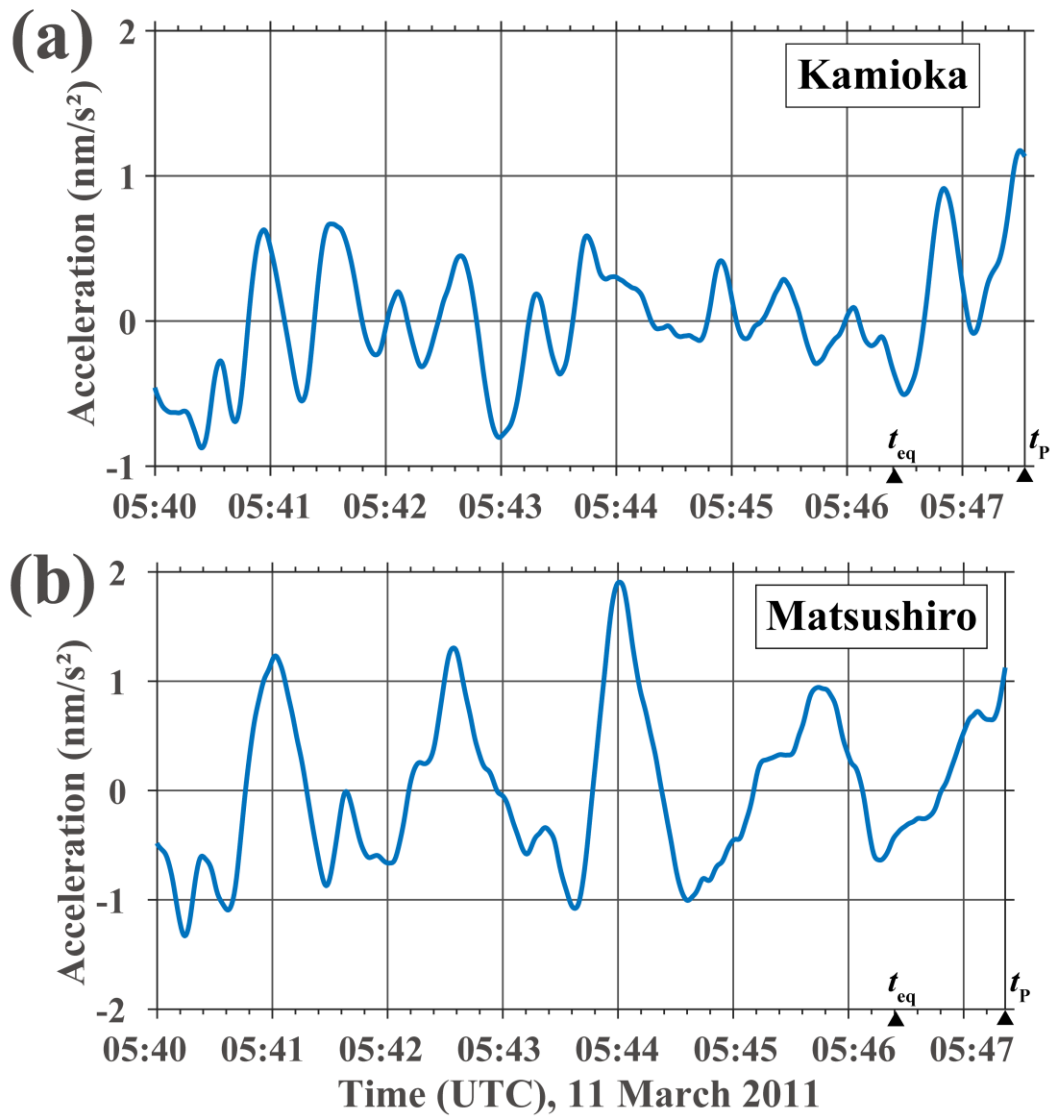 (a)
Kamioka
Acceleration (nm/s²)
2
1
0
-1
t_eq
t_P
05:40 05:41 05:42 05:43 05:44 05:45 05:46 05:47
(b)
Matsushiro
Acceleration (nm/s²)
2
1
0
-1
-2
t_eq
t_P
05:40 05:41 05:42 05:43 05:44 05:45 05:46 05:47
Time (UTC), 11 March 2011